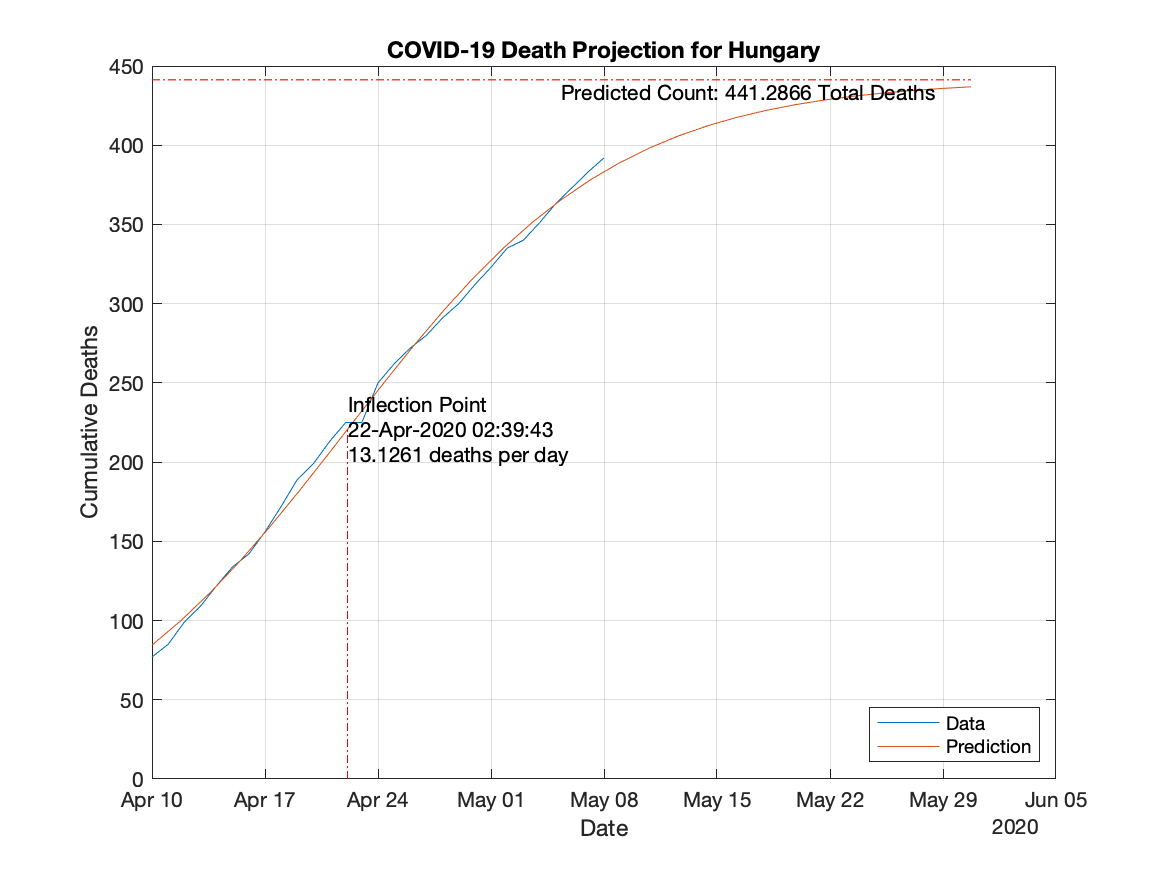 COVID-19 Death Projection for Hungary
450
400
350
300
250
200
150
100
50
0
Cumulative Deaths
Predicted Count: 441.2866 Total Deaths
Inflection Point
22-Apr-2020 02:39:43
13.1261 deaths per day
Data
Prediction
Apr 10 Apr 17 Apr 24 May 01 May 08 May 15 May 22 May 29 Jun 05
Date
2020